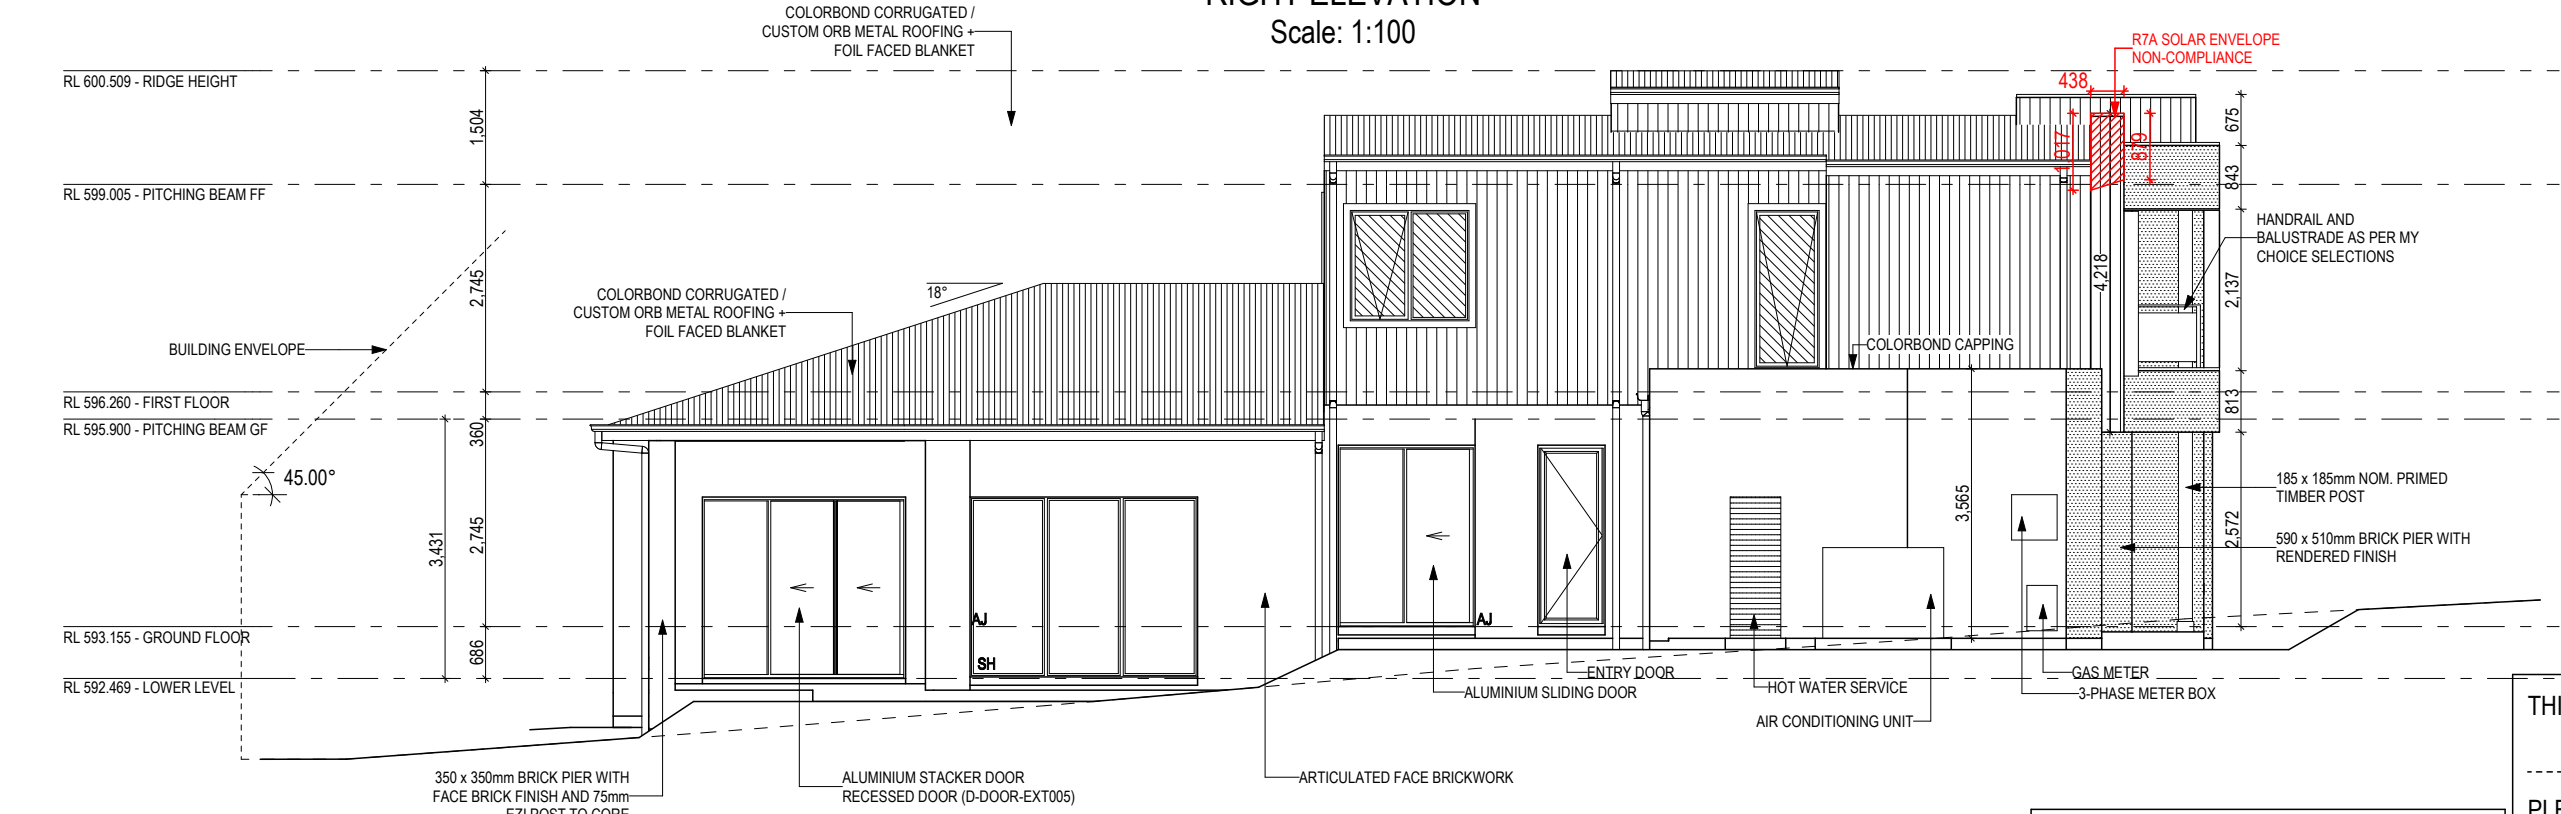 RIGHT ELEVATION
Scale: 1:100
COLORBOND CORRUGATED /
CUSTOM ORB METAL ROOFING +
FOIL FACED BLANKET
R7A SOLAR ENVELOPE
NON-COMPLIANCE
RL 600.509 - RIDGE HEIGHT
438
1,504
675
1,017
879
843
RL 599.005 - PITCHING BEAM FF
HANDRAIL AND
BALUSTRADE AS PER MY
CHOICE SELECTIONS
2,745
4,218
2,137
18°
COLORBOND CORRUGATED /
CUSTOM ORB METAL ROOFING +
FOIL FACED BLANKET
BUILDING ENVELOPE
COLORBOND CAPPING
RL 596.260 - FIRST FLOOR
813
RL 595.900 - PITCHING BEAM GF
360
45.00°
185 x 185mm NOM. PRIMED
TIMBER POST
3,565
3,431
2,745
2,572
590 x 510mm BRICK PIER WITH
RENDERED FINISH
AJ
AJ
RL 593.155 - GROUND FLOOR
686
SH
RL 592.469 - LOWER LEVEL
ENTRY DOOR
GAS METER
ALUMINIUM SLIDING DOOR
HOT WATER SERVICE
3-PHASE METER BOX
AIR CONDITIONING UNIT
350 x 350mm BRICK PIER WITH
FACE BRICK FINISH AND 75mm
EZI POST TO CORE
ALUMINIUM STACKER DOOR
RECESSED DOOR (D-DOOR-EXT005)
ARTICULATED FACE BRICKWORK